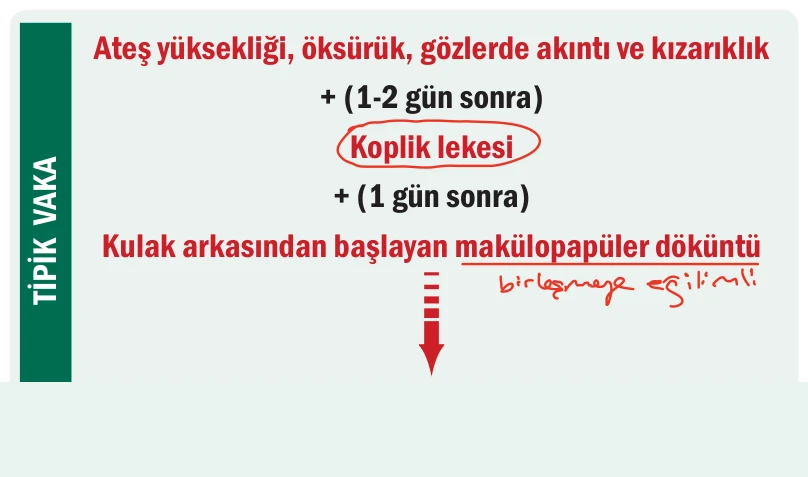 TİPİK VAKA
Ateş yüksekliği, öksürük, gözlerde akıntı ve kızarıklık
+ (1-2 gün sonra)
Koplik lekesi
+ (1 gün sonra)
Kulak arkasından başlayan makülopapüler döküntü
birleşmeye eğilimli